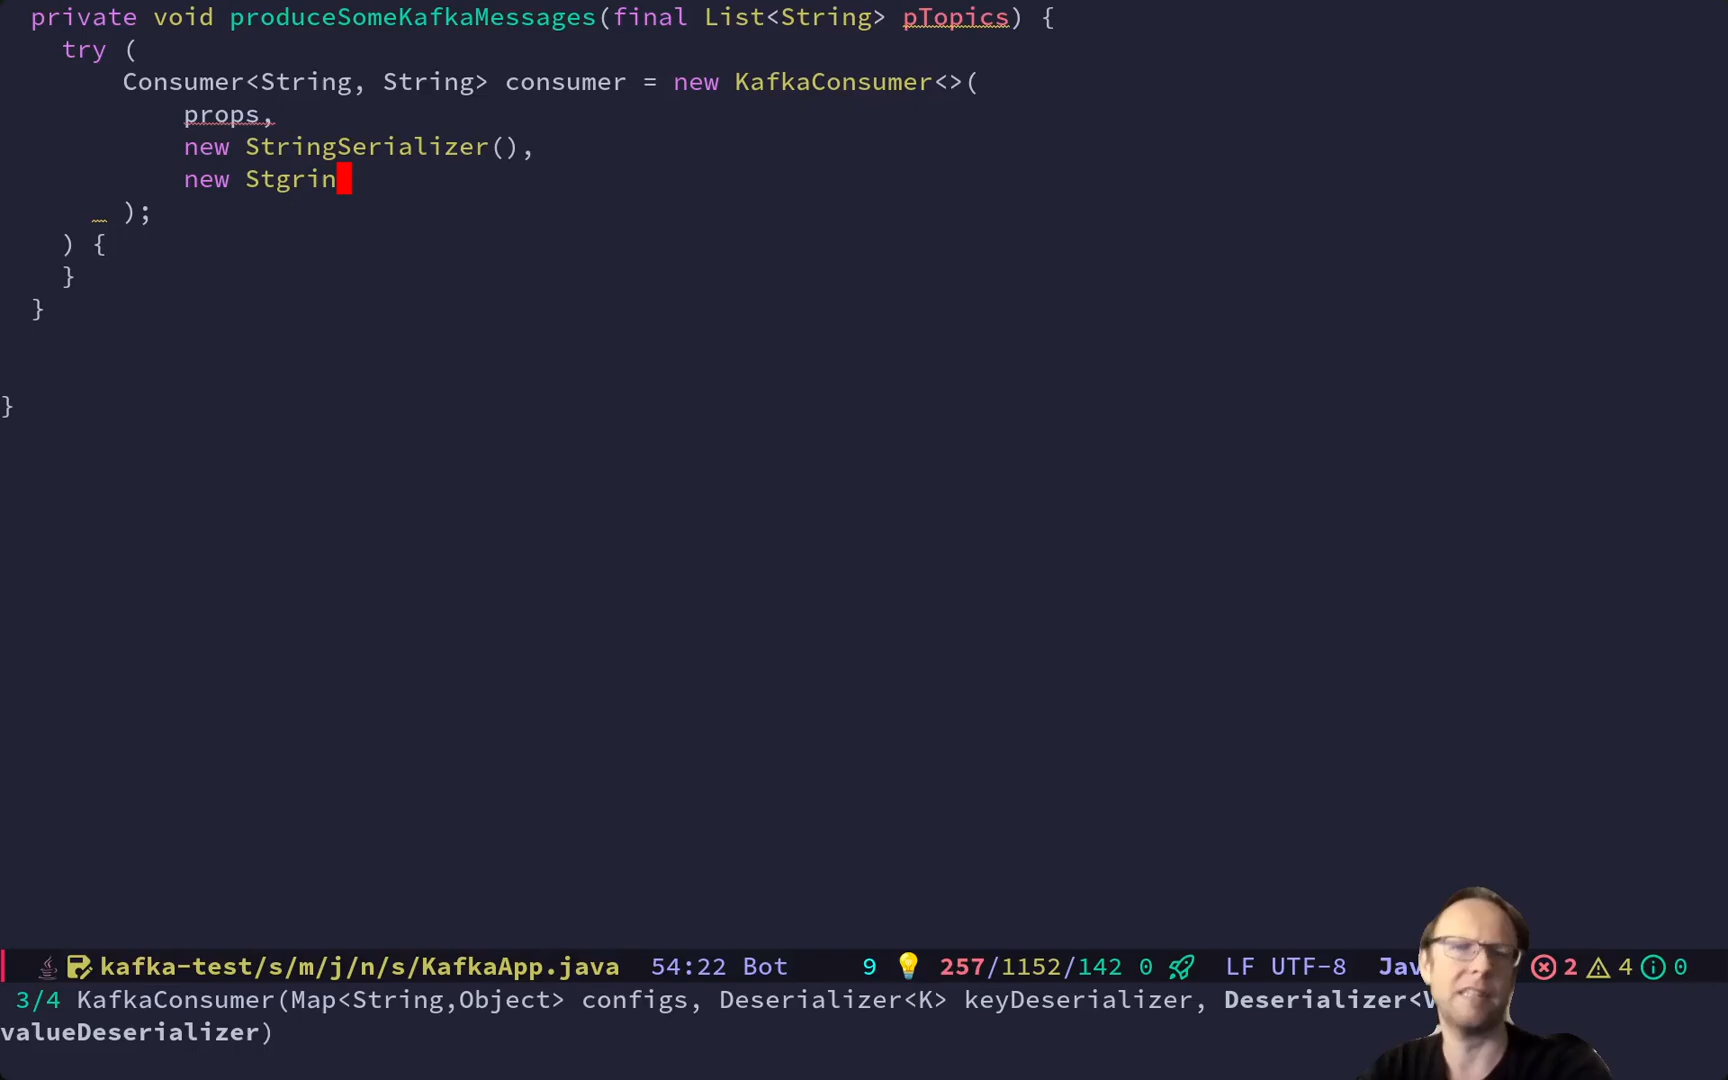 private void produceSomeKafkaMessages(final List<String> pTopics) {
try (
Consumer<String, String> consumer = new KafkaConsumer<>(
props,
new StringSerializer(),
new Stgrin
);
) {
}
}
}
kafka-test/s/m/j/n/s/KafkaApp.java 54:22 Bot 9 257/1152/142 0 LF UTF-8 Jav 2 4 0
3/4 KafkaConsumer(Map<String,Object> configs, Deserializer<K> keyDeserializer, Deserializer<V
valueDeserializer)